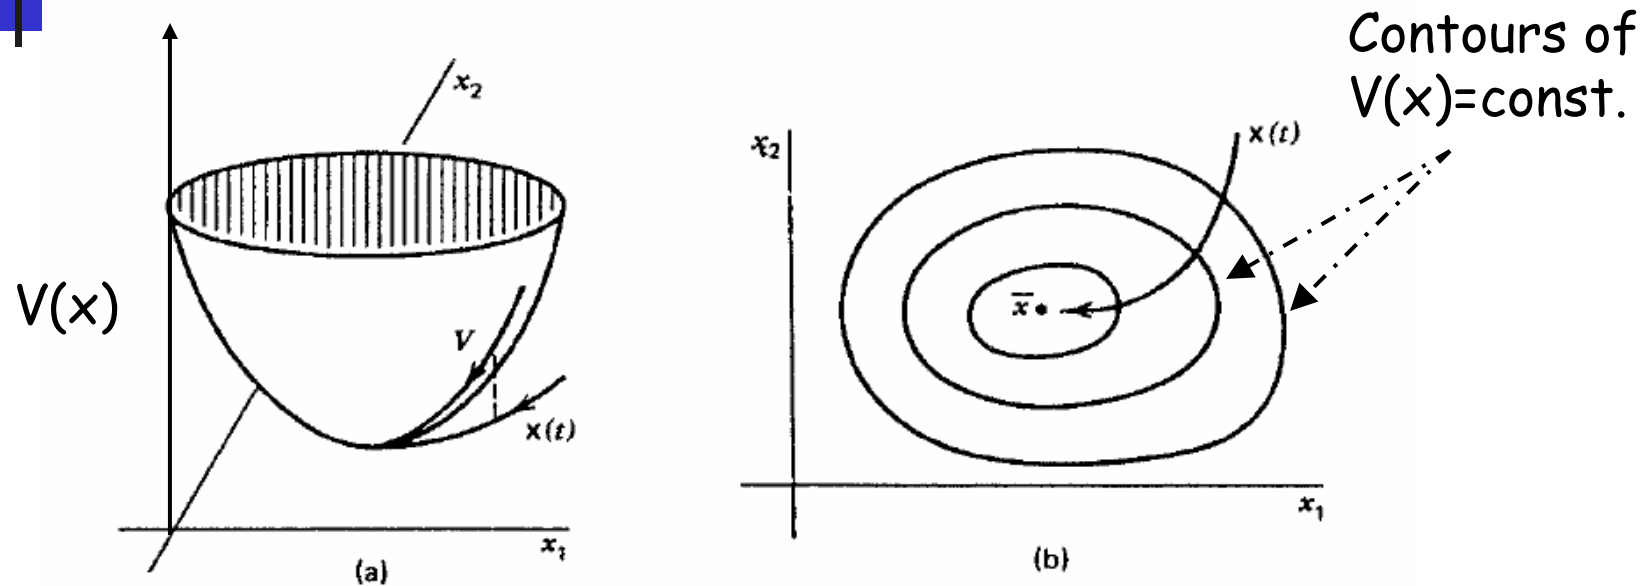 Contours of
V(x)=const.
x₂
V(x)
V
x(t)
x₁
(a)
x₂
x(t)
x̅
x₁
(b)